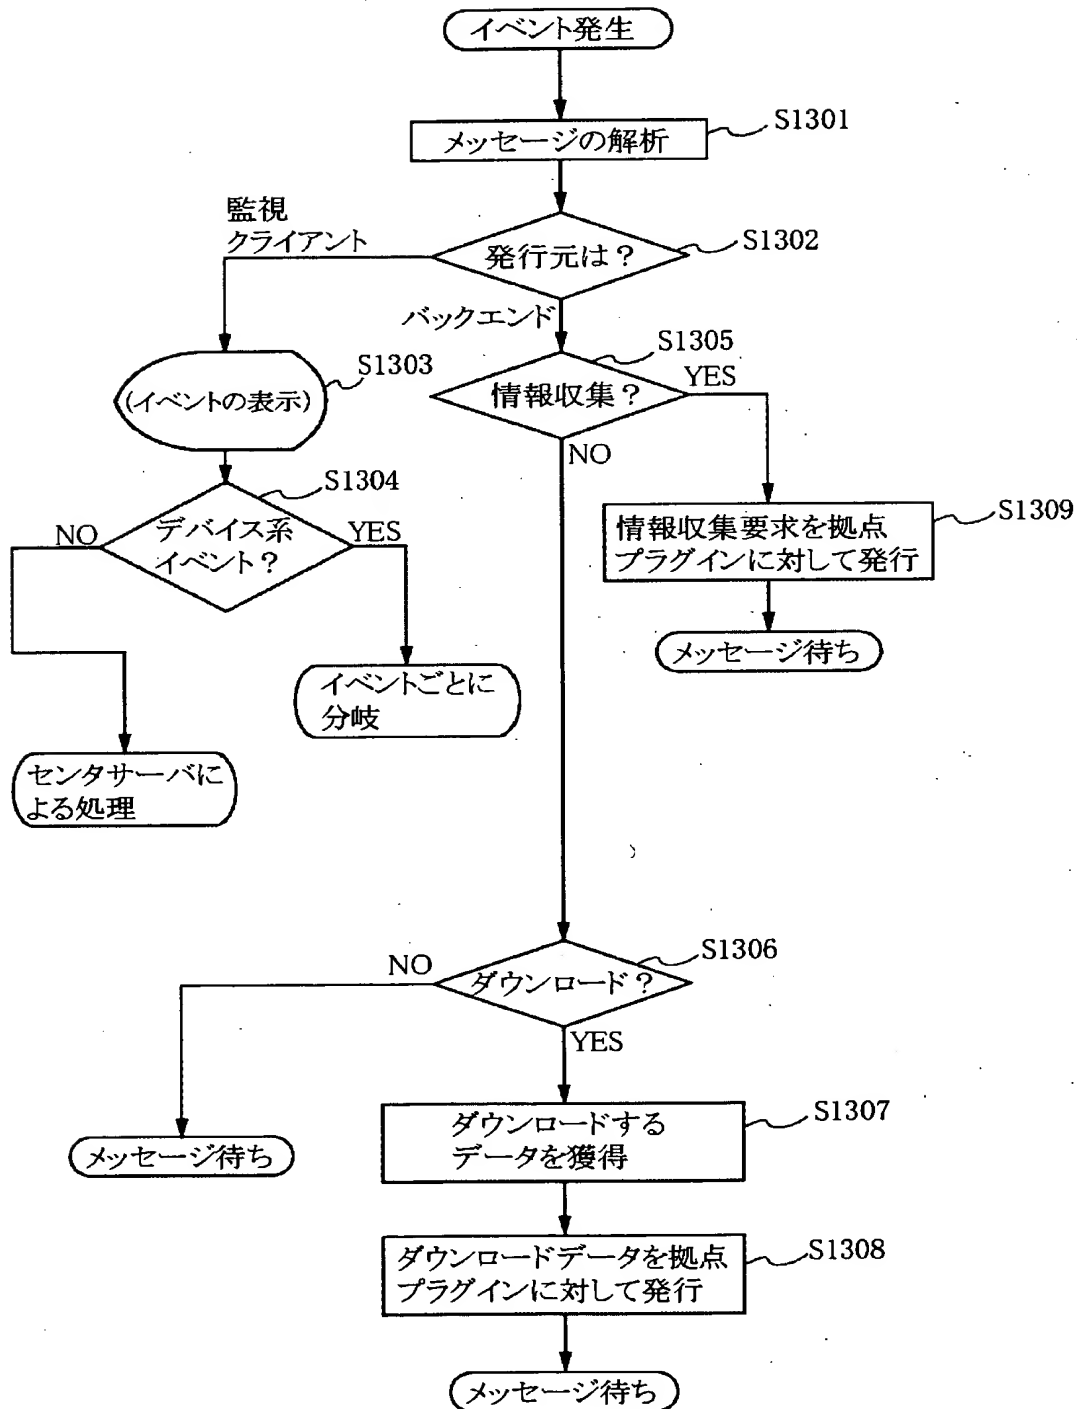 イベント発生
メッセージの解析
S1301
発行元は?
S1302
監視
クライアント
バックエンド
(イベントの表示)
S1303
情報収集?
S1305
YES
NO
デバイス系
イベント?
S1304
NO
YES
情報収集要求を拠点
プラグインに対して発行
S1309
メッセージ待ち
イベントごとに
分岐
センタサーバに
よる処理
ダウンロード?
S1306
NO
YES
メッセージ待ち
ダウンロードする
データを獲得
S1307
ダウンロードデータを拠点
プラグインに対して発行
S1308
メッセージ待ち